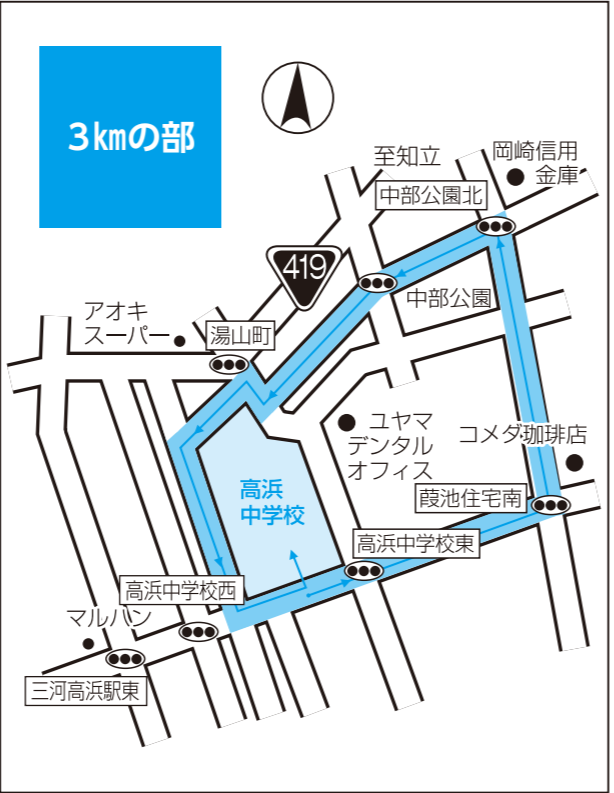 3㎞の部
至知立
岡崎信用
金庫
中部公園北
419
中部公園
アオキ
スーパー
湯山町
ユヤマ
デンタル
オフィス
コメダ珈琲店
高浜
中学校
葭池住宅南
高浜中学校東
高浜中学校西
マルハン
三河高浜駅東